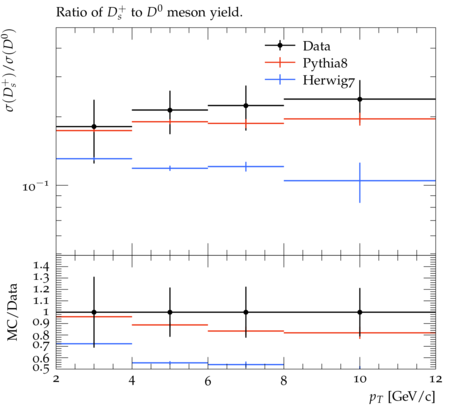 Ratio of D_s^+ to D^0 meson yield.
σ(D_s^+)/σ(D^0)
Data
Pythia8
Herwig7
10^−1
MC/Data
1.4
1.3
1.2
1.1
1
0.9
0.8
0.7
0.6
0.5
2 4 6 8 10 12
p_T [GeV/c]